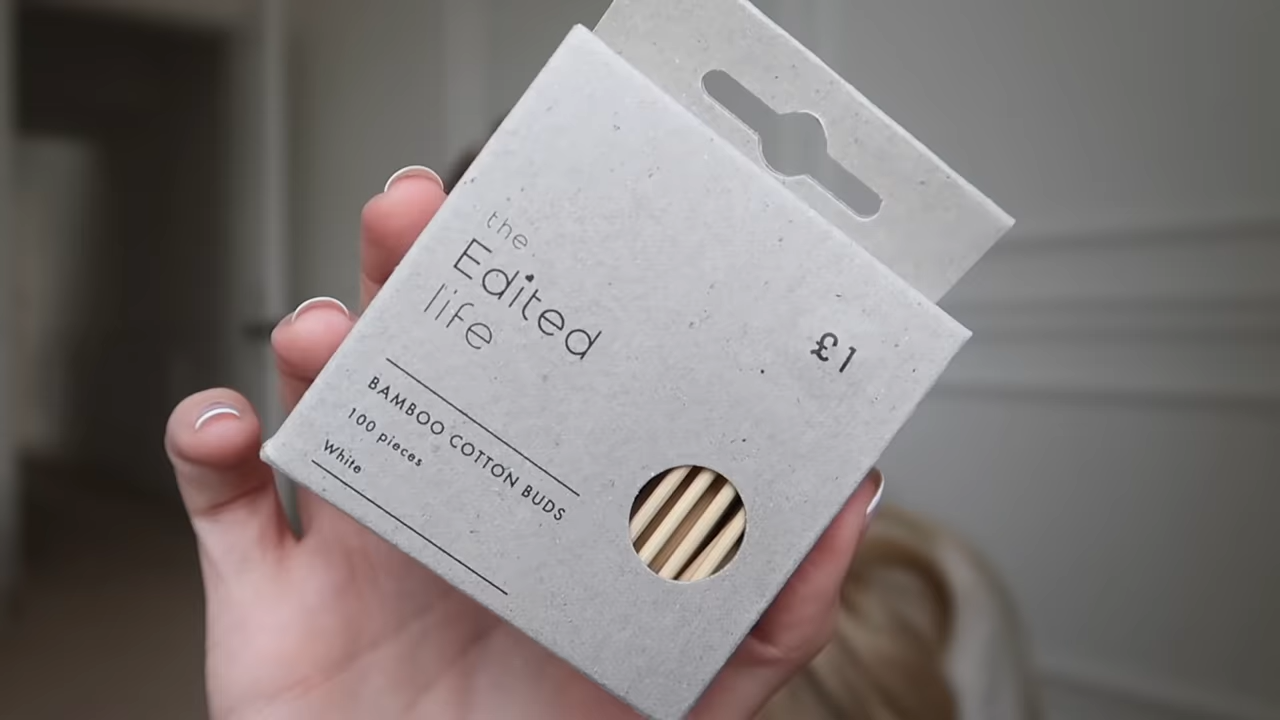 the
Edited
life
£1
BAMBOO COTTON BUDS
100 pieces
White